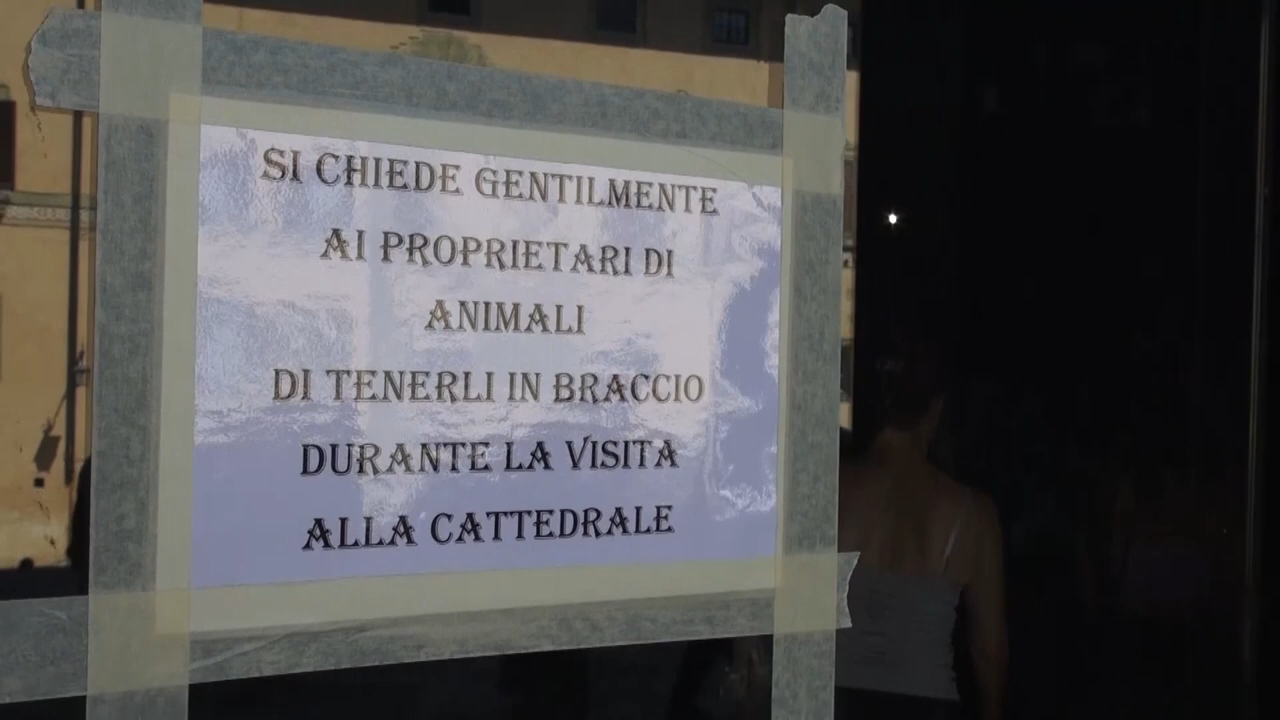 SI CHIEDE GENTILMENTE
AI PROPRIETARI DI
ANIMALI
DI TENERLI IN BRACCIO
DURANTE LA VISITA
ALLA CATTEDRALE